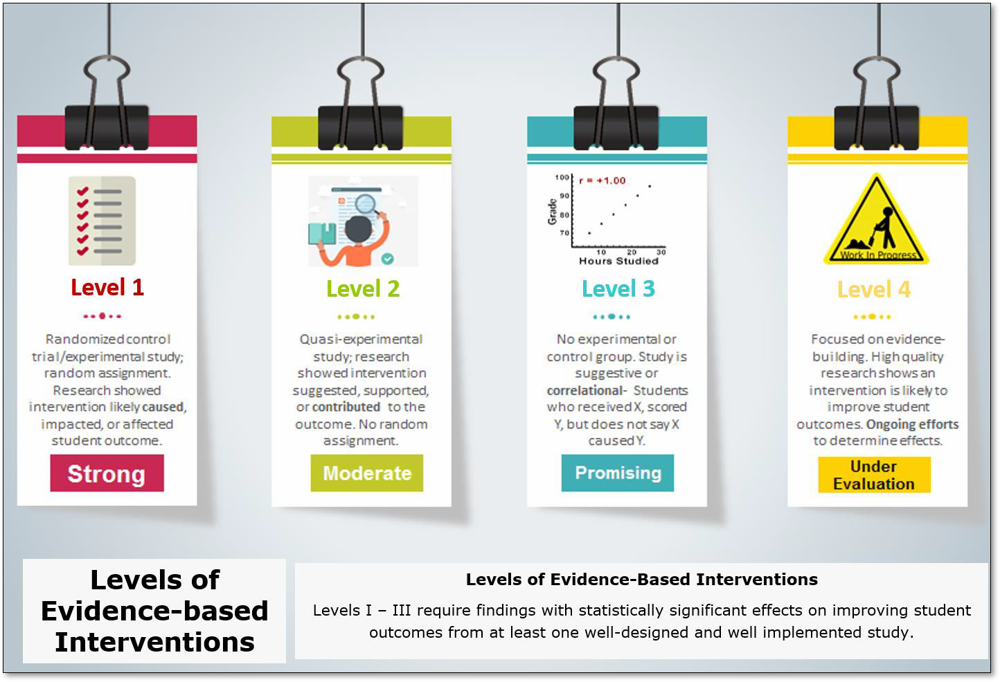 Level 1
Randomized control
trial/experimental study;
random assignment.
Research showed
intervention likely caused,
impacted, or affected
student outcome.
Strong
Level 2
Quasi-experimental
study; research
showed intervention
suggested, supported,
or contributed to the
outcome. No random
assignment.
Moderate
100
r = +1.00
90
80
70
Grade
10
20
30
Hours Studied
Level 3
No experimental or
control group. Study is
suggestive or
correlational- Students
who received X, scored
Y, but does not say X
caused Y.
Promising
Work In Progress
Level 4
Focused on evidence-
building. High quality
research shows an
intervention is likely to
improve student
outcomes. Ongoing efforts
to determine effects.
Under
Evaluation
Levels of
Evidence-based
Interventions
Levels of Evidence-Based Interventions
Levels I – III require findings with statistically significant effects on improving student
outcomes from at least one well-designed and well implemented study.